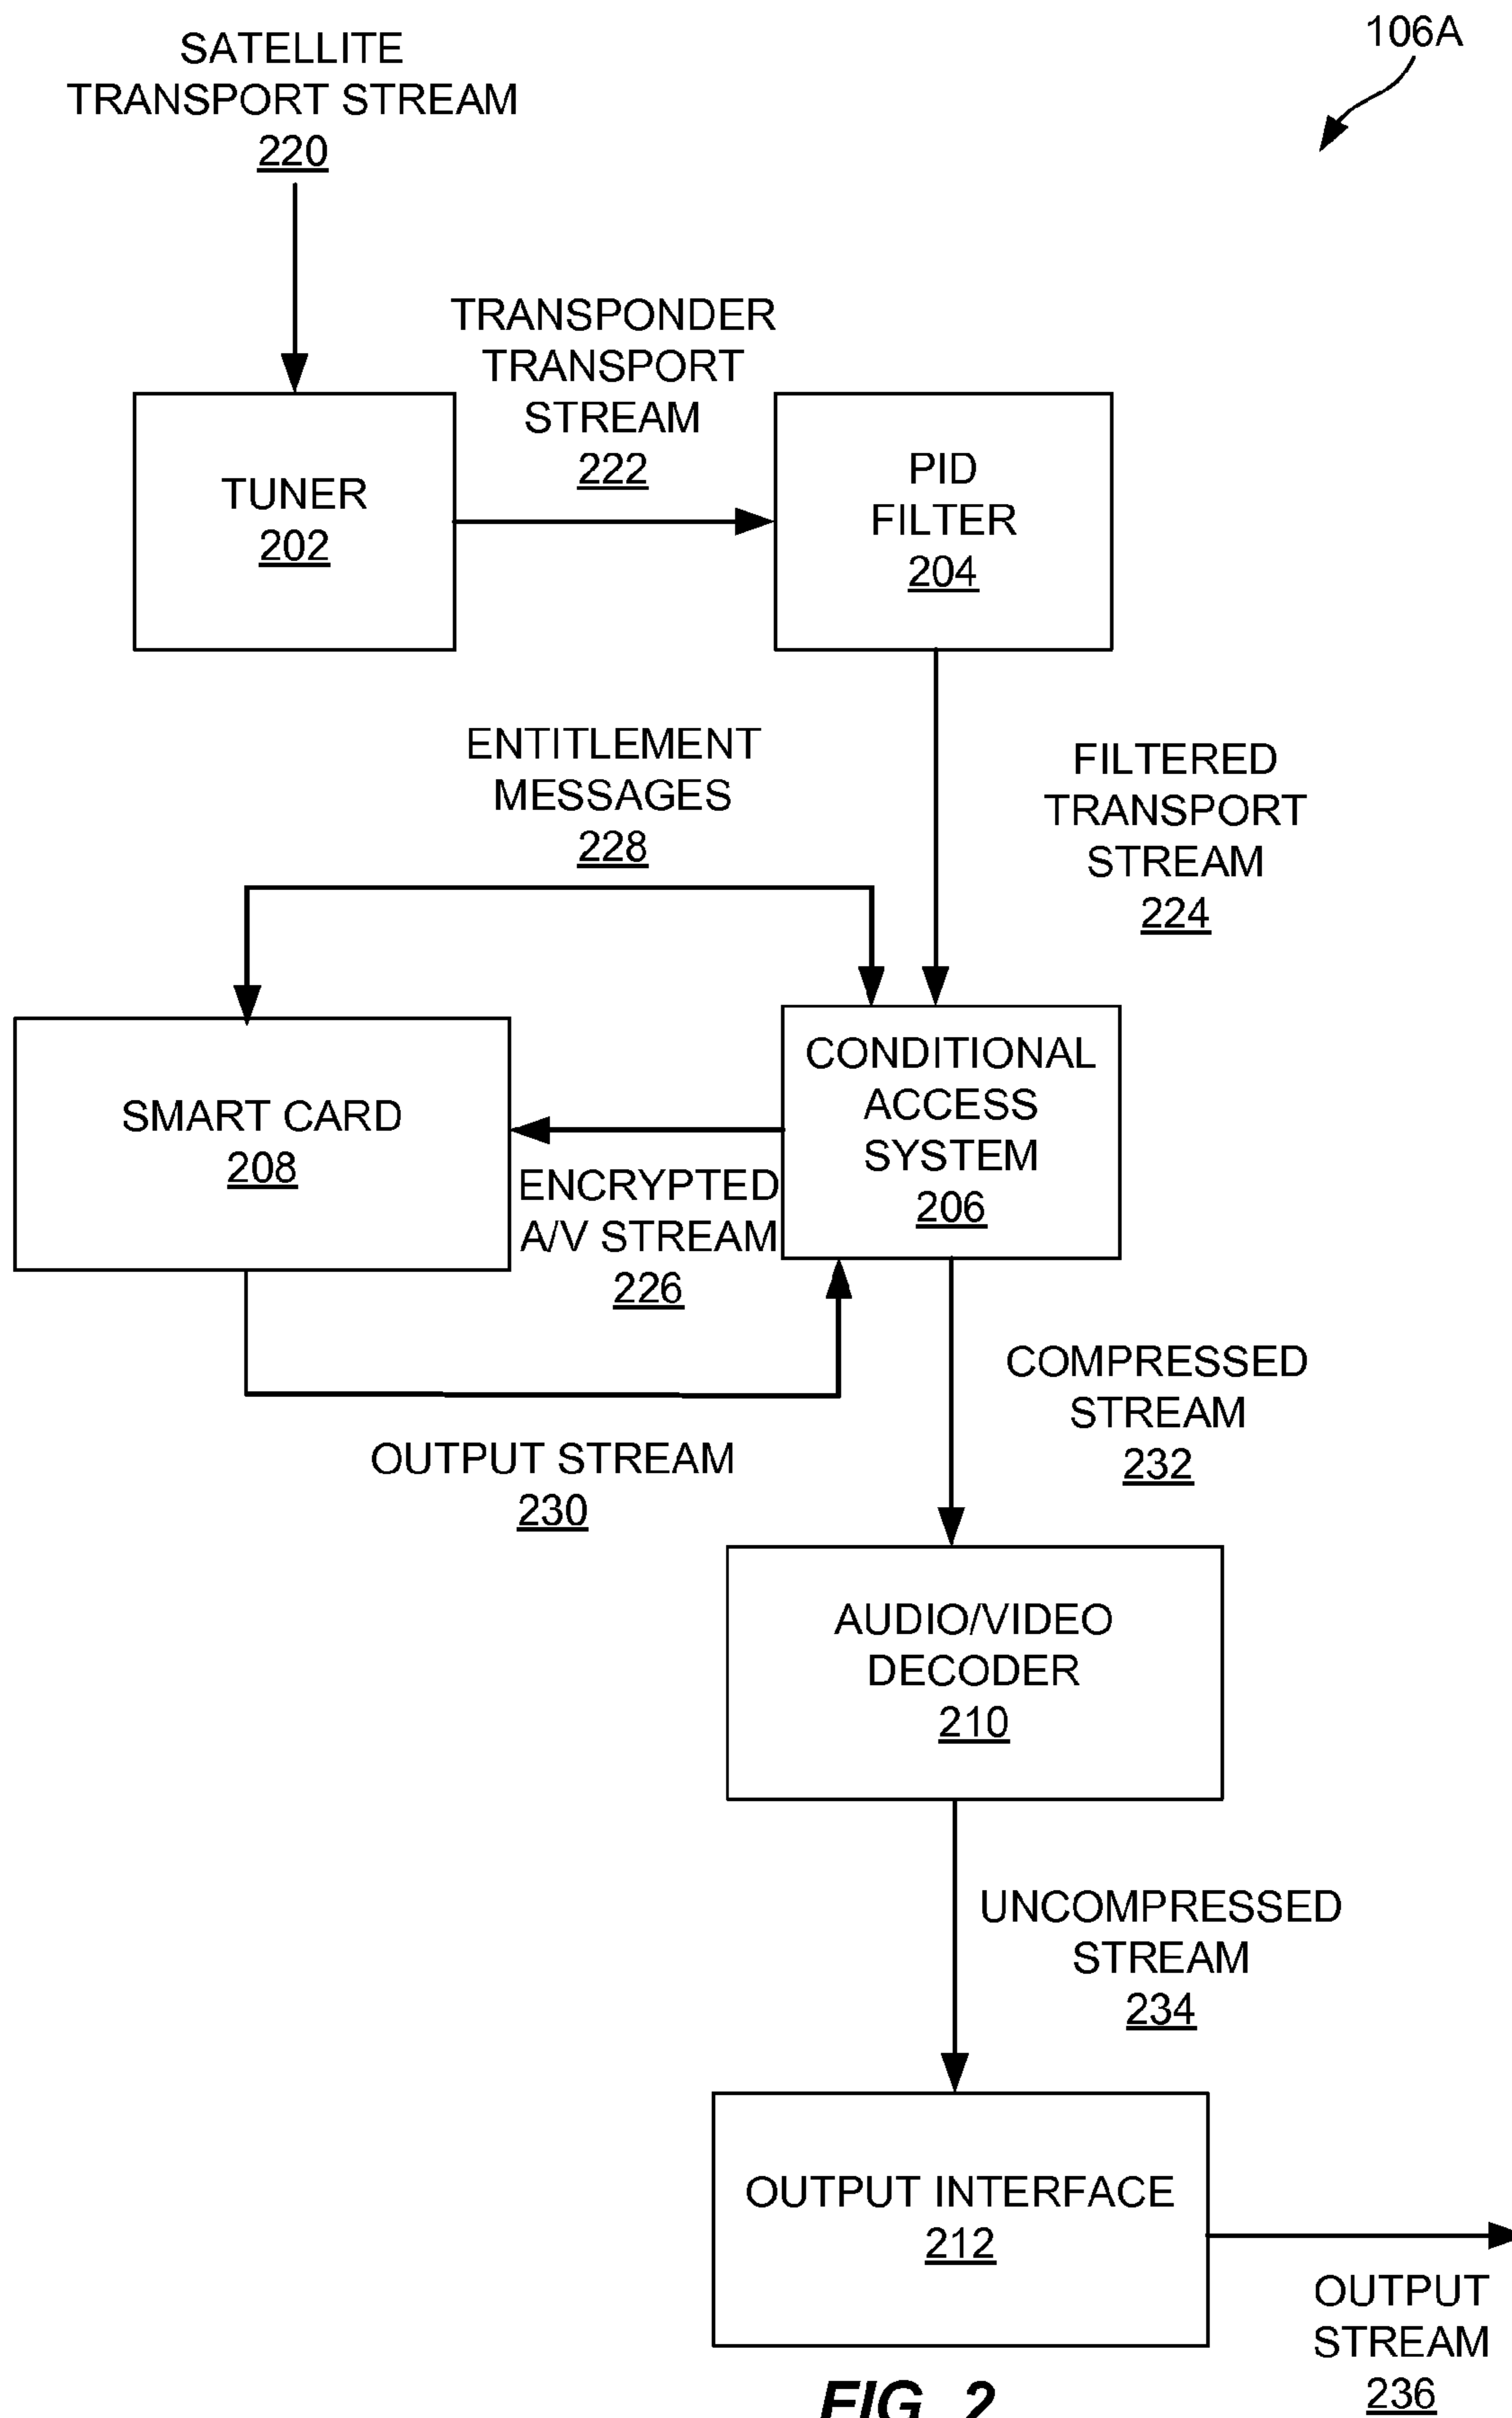 106A
SATELLITE
TRANSPORT STREAM
220
TRANSPONDER
TRANSPORT
STREAM
222
TUNER
202
PID
FILTER
204
ENTITLEMENT
MESSAGES
228
FILTERED
TRANSPORT
STREAM
224
SMART CARD
208
CONDITIONAL
ACCESS
SYSTEM
206
ENCRYPTED
A/V STREAM
226
OUTPUT STREAM
230
COMPRESSED
STREAM
232
AUDIO/VIDEO
DECODER
210
UNCOMPRESSED
STREAM
234
OUTPUT INTERFACE
212
OUTPUT
STREAM
236
FIG. 2